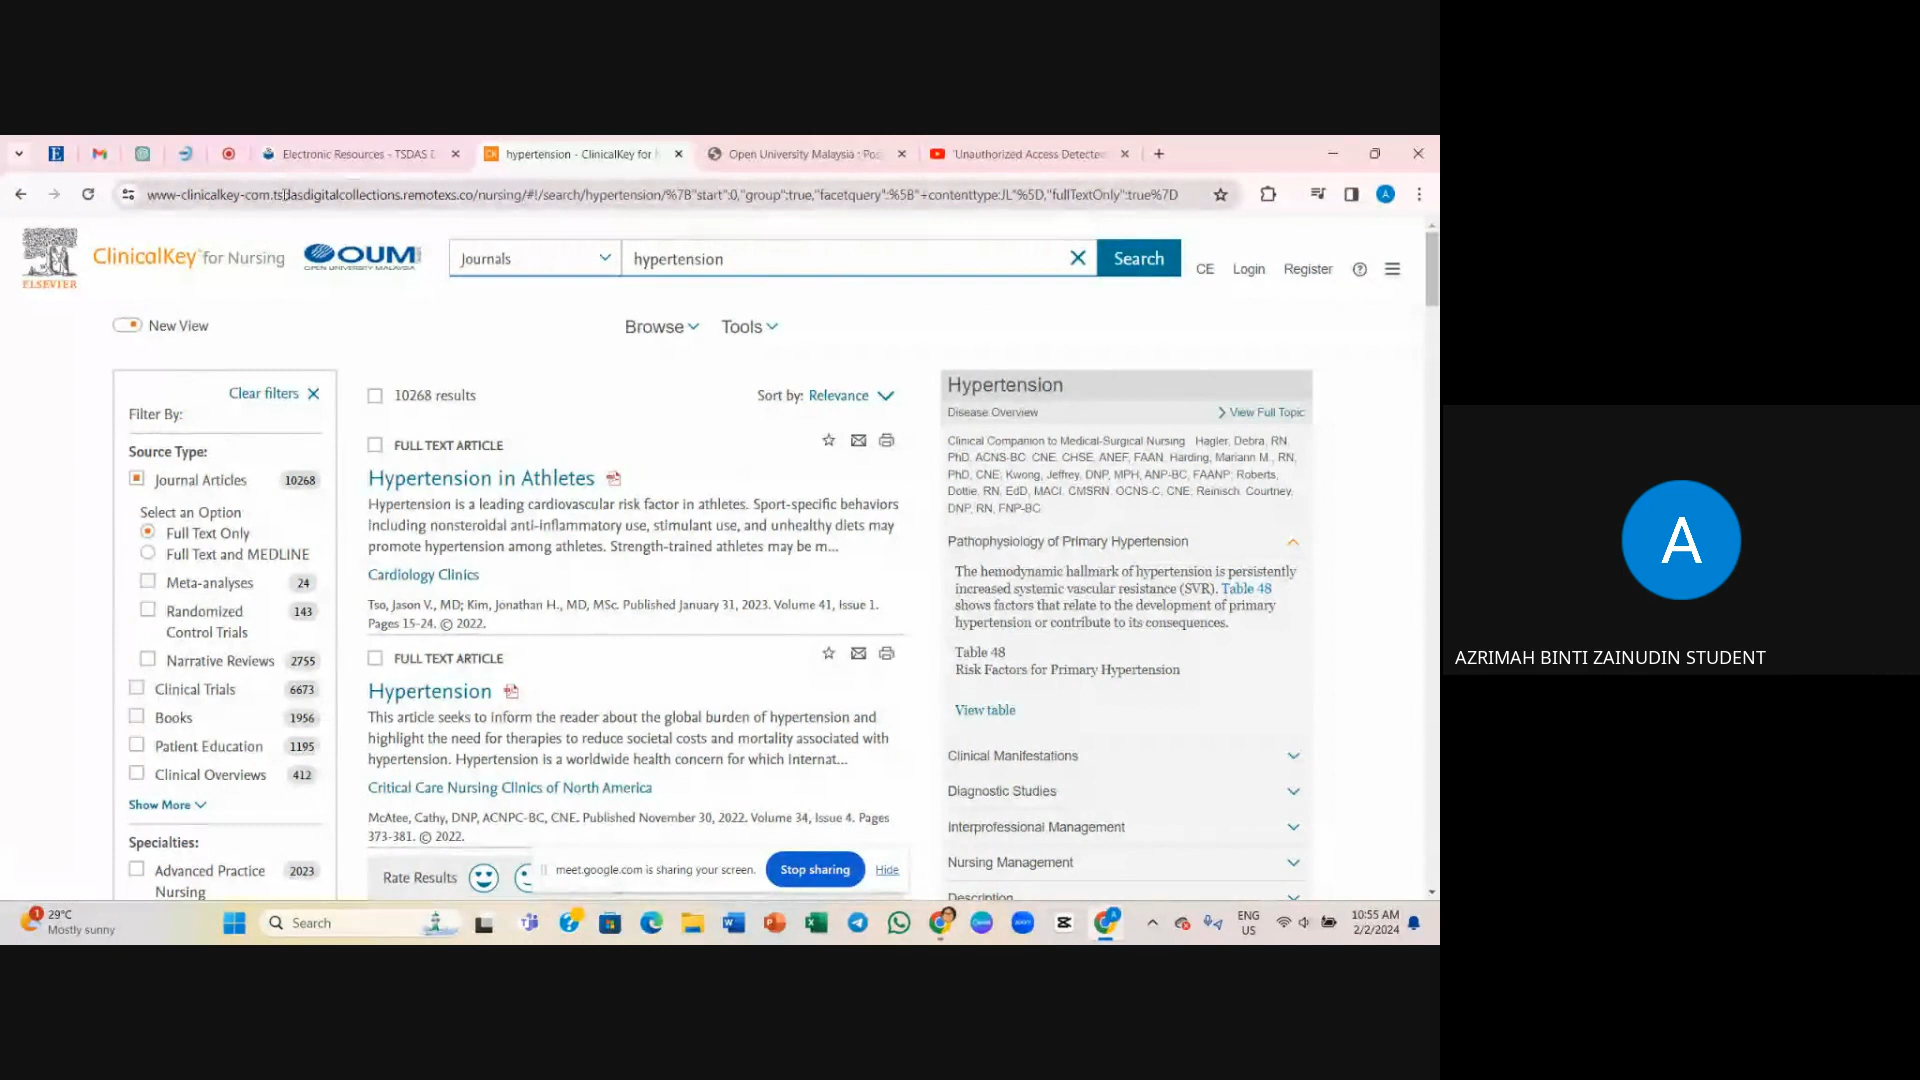 Electronic Resources - TSDAS D
hypertension - ClinicalKey for
Open University Malaysia : Pos
'Unauthorized Access Detected
www-clinicalkey-com.tsdasdigitalcollections.remotexs.co/nursing/#!/search/hypertension/%7B"start":0,"group":true,"facetquery":%5B"+contenttype:JL"%5D,"fullTextOnly":true%7D
A
ELSEVIER
ClinicalKey for Nursing
OUM
OPEN UNIVERSITY MALAYSIA
Journals
hypertension
Search
CE
Login
Register
New View
Browse
Tools
Clear filters
Filter By:
Source Type:
Journal Articles 10268
Select an Option
Full Text Only
Full Text and MEDLINE
Meta-analyses 24
Randomized 143
Control Trials
Narrative Reviews 2755
Clinical Trials 6673
Books 1956
Patient Education 1195
Clinical Overviews 412
Show More
Specialties:
Advanced Practice 2023
Nursing
10268 results
Sort by: Relevance
FULL TEXT ARTICLE
Hypertension in Athletes
Hypertension is a leading cardiovascular risk factor in athletes. Sport-specific behaviors
including nonsteroidal anti-inflammatory use, stimulant use, and unhealthy diets may
promote hypertension among athletes. Strength-trained athletes may be m...
Cardiology Clinics
Tso, Jason V., MD; Kim, Jonathan H., MD, MSc. Published January 31, 2023. Volume 41, Issue 1.
Pages 15-24. © 2022.
FULL TEXT ARTICLE
Hypertension
This article seeks to inform the reader about the global burden of hypertension and
highlight the need for therapies to reduce societal costs and mortality associated with
hypertension. Hypertension is a worldwide health concern for which Internat...
Critical Care Nursing Clinics of North America
McAtee, Cathy, DNP, ACNPC-BC, CNE. Published November 30, 2022. Volume 34, Issue 4. Pages
373-381. © 2022.
Rate Results
meet.google.com is sharing your screen.
Stop sharing
Hide
Hypertension
Disease Overview
View Full Topic
Clinical Companion to Medical-Surgical Nursing Hagler, Debra, RN,
PhD, ACNS-BC, CNE, CHSE, ANEF, FAAN; Harding, Mariann M., RN,
PhD, CNE; Kwong, Jeffrey, DNP, MPH, ANP-BC, FAANP; Roberts,
Dottie, RN, EdD, MACI, CMSRN, OCNS-C, CNE; Reinisch, Courtney,
DNP, RN, FNP-BC
Pathophysiology of Primary Hypertension
The hemodynamic hallmark of hypertension is persistently
increased systemic vascular resistance (SVR). Table 48
shows factors that relate to the development of primary
hypertension or contribute to its consequences.
Table 48
Risk Factors for Primary Hypertension
View table
Clinical Manifestations
Diagnostic Studies
Interprofessional Management
Nursing Management
Description
1
29°C
Mostly sunny
Search
ENG
US
10:55 AM
2/2/2024
A
AZRIMAH BINTI ZAINUDIN STUDENT